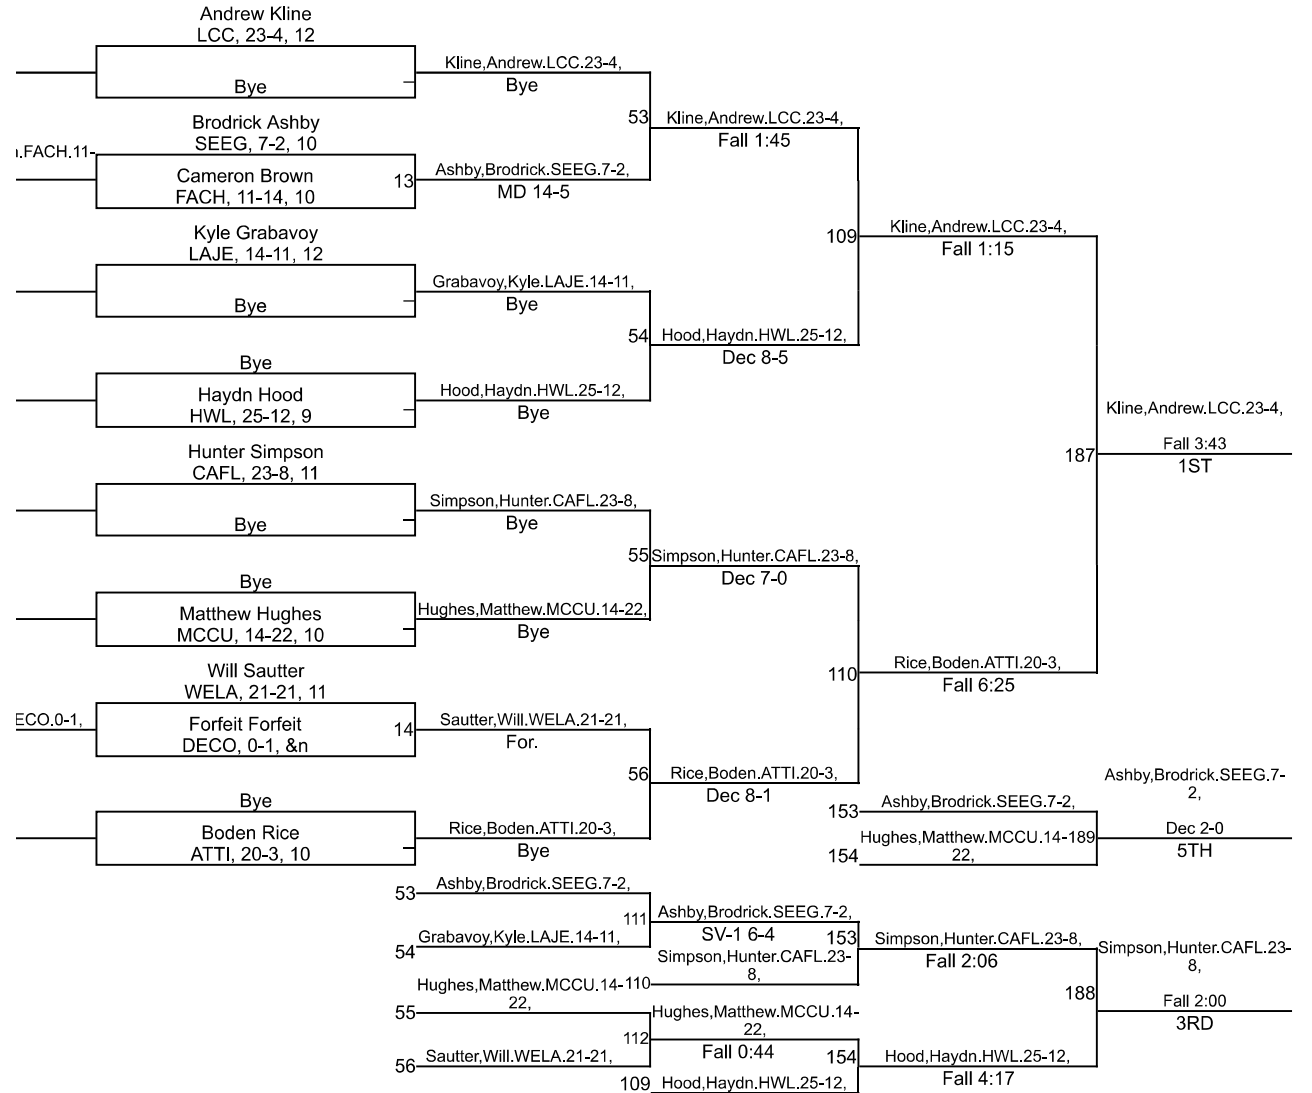 Andrew Kline
LCC, 23-4, 12
Bye
Kline,Andrew.LCC.23-4,
Bye
53
Kline,Andrew.LCC.23-4,
Fall 1:45
Brodrick Ashby
SEEG, 7-2, 10
.FACH.11-
Cameron Brown
FACH, 11-14, 10
13
Ashby,Brodrick.SEEG.7-2,
MD 14-5
109
Kline,Andrew.LCC.23-4,
Fall 1:15
Kyle Grabavoy
LAJE, 14-11, 12
Bye
Grabavoy,Kyle.LAJE.14-11,
Bye
54
Hood,Haydn.HWL.25-12,
Dec 8-5
Bye
Haydn Hood
HWL, 25-12, 9
Hood,Haydn.HWL.25-12,
Bye
187
Kline,Andrew.LCC.23-4,
Fall 3:43
1ST
Hunter Simpson
CAFL, 23-8, 11
Bye
Simpson,Hunter.CAFL.23-8,
Bye
55
Simpson,Hunter.CAFL.23-8,
Dec 7-0
Bye
Matthew Hughes
MCCU, 14-22, 10
Hughes,Matthew.MCCU.14-22,
Bye
110
Rice,Boden.ATTI.20-3,
Fall 6:25
Will Sautter
WELA, 21-21, 11
ECO.0-1,
Forfeit Forfeit
DECO, 0-1, &n
14
Sautter,Will.WELA.21-21,
For.
56
Rice,Boden.ATTI.20-3,
Dec 8-1
Bye
Boden Rice
ATTI, 20-3, 10
Rice,Boden.ATTI.20-3,
Bye
153
Ashby,Brodrick.SEEG.7-2,
154
Hughes,Matthew.MCCU.14-
22,
189
Ashby,Brodrick.SEEG.7-
2,
Dec 2-0
5TH
53
Ashby,Brodrick.SEEG.7-2,
54
Grabavoy,Kyle.LAJE.14-11,
111
Ashby,Brodrick.SEEG.7-2,
SV-1 6-4
110
Simpson,Hunter.CAFL.23-
8,
153
Simpson,Hunter.CAFL.23-8,
Fall 2:06
55
Hughes,Matthew.MCCU.14-
22,
56
Sautter,Will.WELA.21-21,
112
Hughes,Matthew.MCCU.14-
22,
Fall 0:44
109
Hood,Haydn.HWL.25-12,
154
Hood,Haydn.HWL.25-12,
Fall 4:17
188
Simpson,Hunter.CAFL.23-
8,
Fall 2:00
3RD